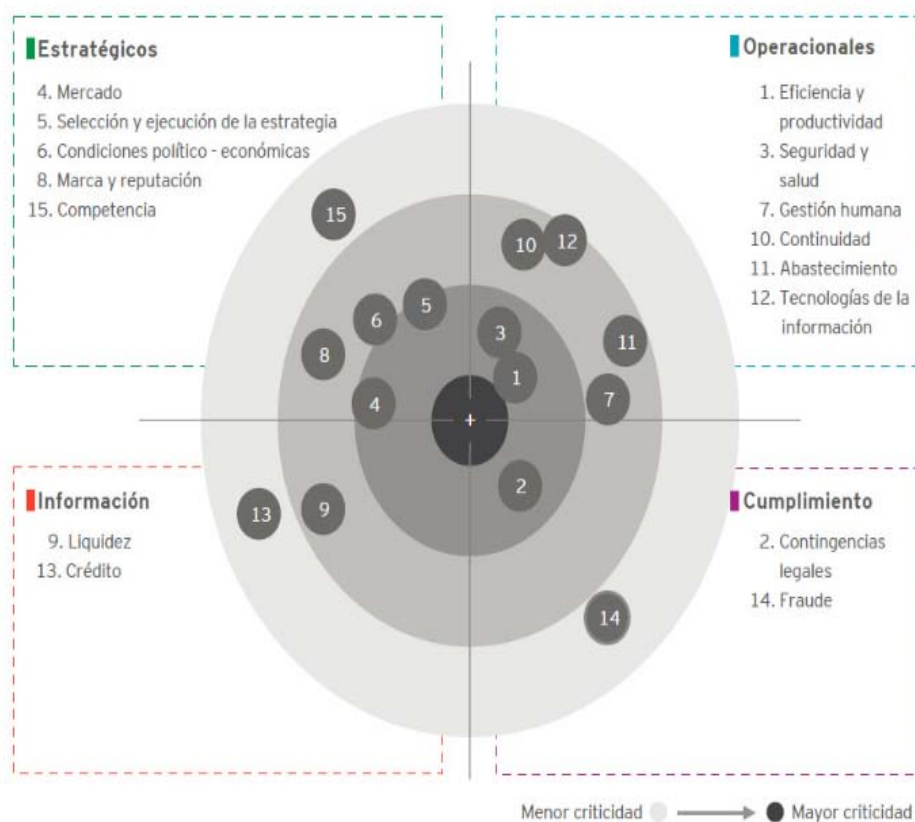 Estratégicos
4. Mercado
5. Selección y ejecución de la estrategia
6. Condiciones político - económicas
8. Marca y reputación
15. Competencia
Operacionales
1. Eficiencia y
productividad
3. Seguridad y
salud
7. Gestión humana
10. Continuidad
11. Abastecimiento
12. Tecnologías de la
información
15
10
12
5
6
3
8
11
1
4
7
+
2
9
13
14
Información
9. Liquidez
13. Crédito
Cumplimiento
2. Contingencias
legales
14. Fraude
Menor criticidad
Mayor criticidad